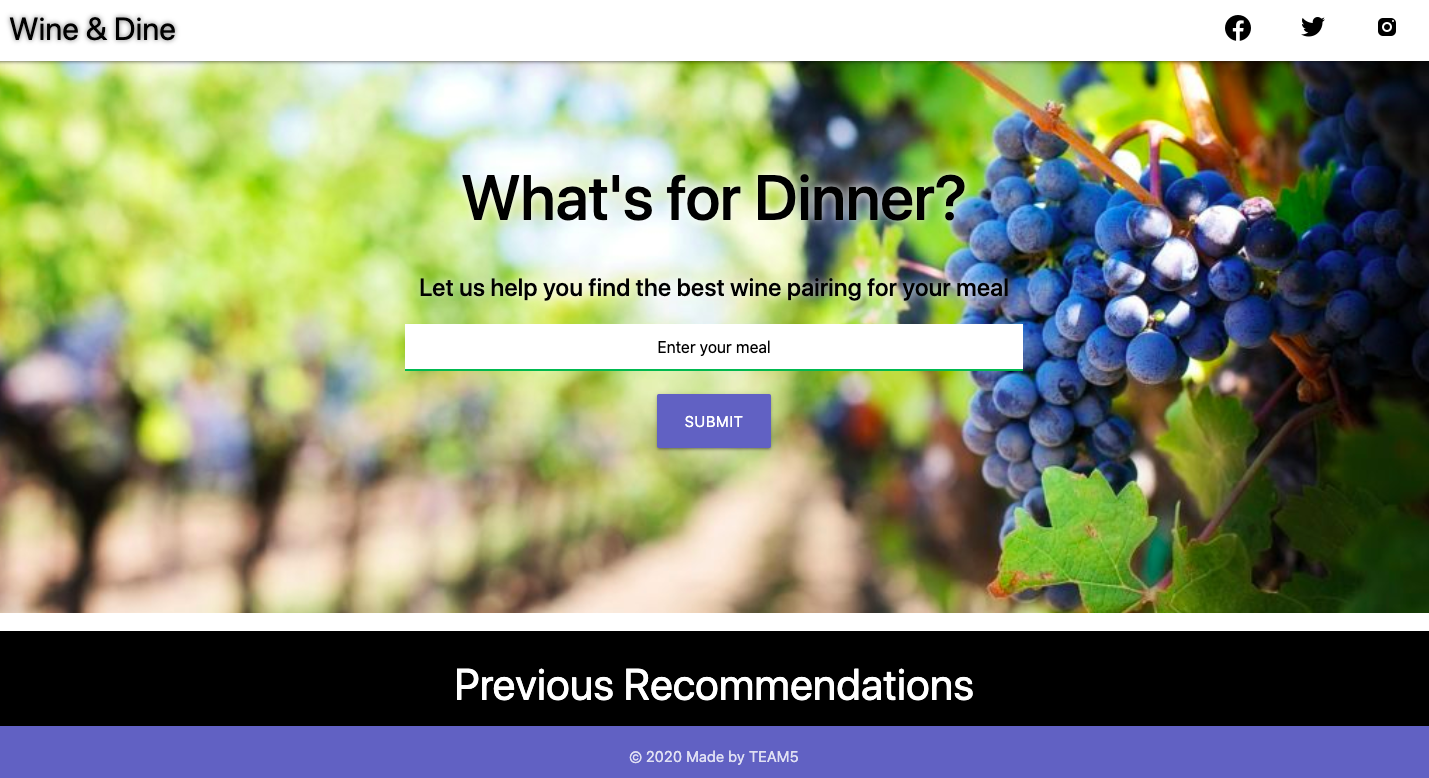 Wine & Dine
What's for Dinner?
Let us help you find the best wine pairing for your meal
Enter your meal
SUBMIT
Previous Recommendations
© 2020 Made by TEAM5